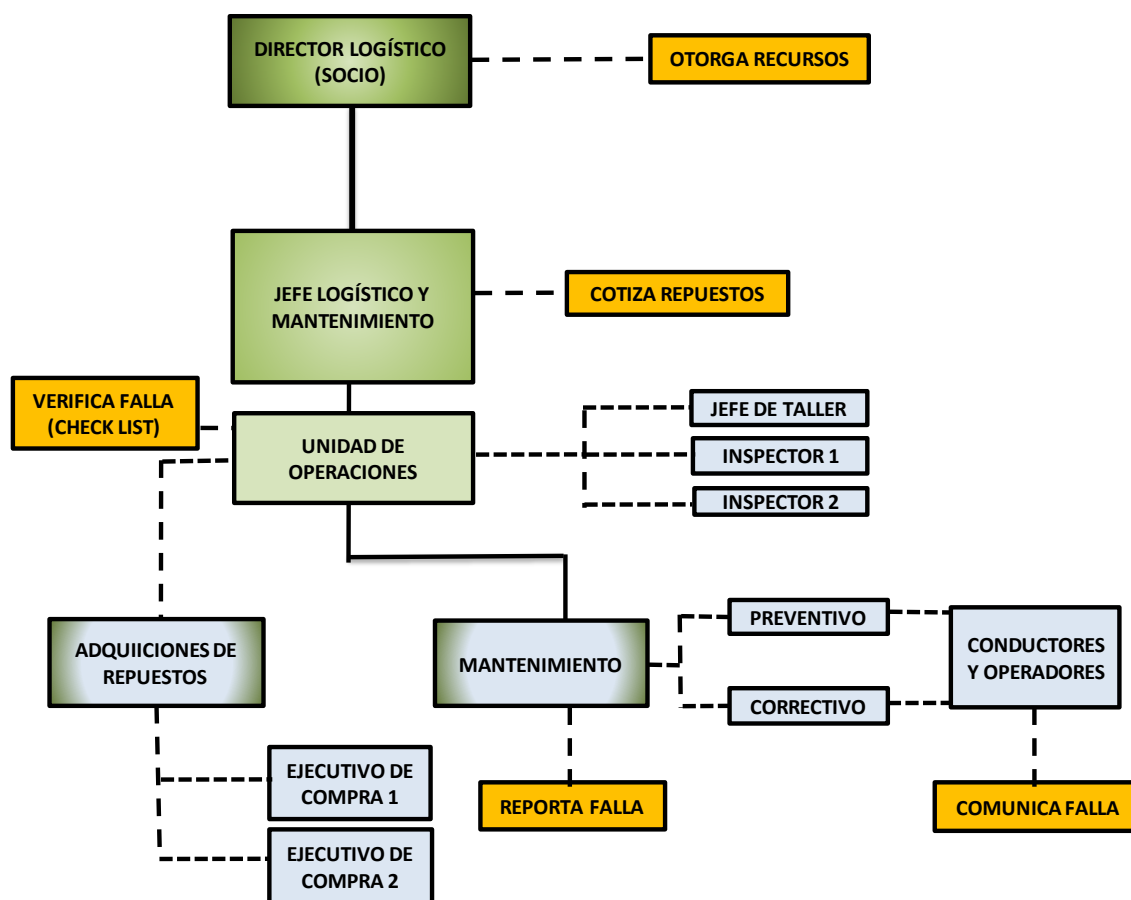 DIRECTOR LOGÍSTICO
(SOCIO)
OTORGA RECURSOS
JEFE LOGÍSTICO Y
MANTENIMIENTO
COTIZA REPUESTOS
VERIFICA FALLA
(CHECK LIST)
UNIDAD DE
OPERACIONES
JEFE DE TALLER
INSPECTOR 1
INSPECTOR 2
ADQUIICIONES DE
REPUESTOS
MANTENIMIENTO
PREVENTIVO
CORRECTIVO
CONDUCTORES
Y OPERADORES
EJECUTIVO DE
COMPRA 1
EJECUTIVO DE
COMPRA 2
REPORTA FALLA
COMUNICA FALLA